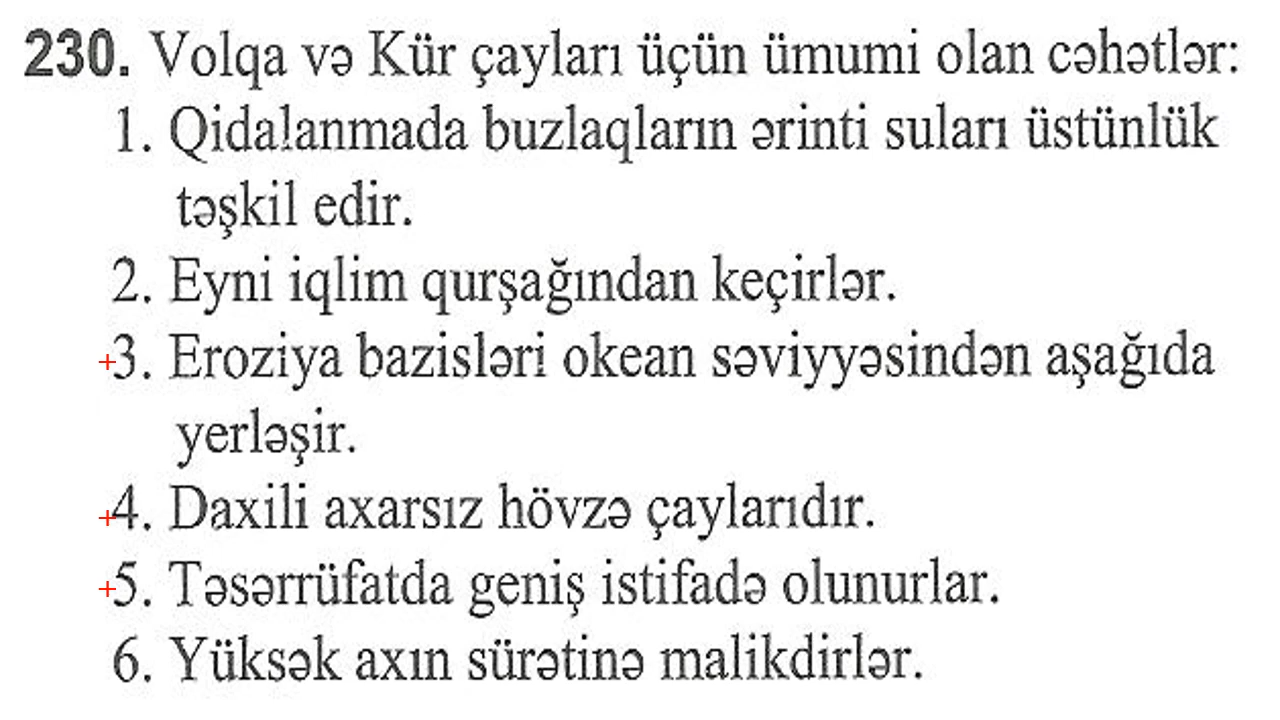 230. Volqa və Kür çayları üçün ümumi olan cəhətlər:
1. Qidalanmada buzlaqların ərinti suları üstünlük
təşkil edir.
2. Eyni iqlim qurşağından keçirlər.
+3. Eroziya bazisləri okean səviyyəsindən aşağıda
yerləşir.
+4. Daxili axarsız hövzə çaylarıdır.
+5. Təsərrüfatda geniş istifadə olunurlar.
6. Yüksək axın sürətinə malikdirlər.